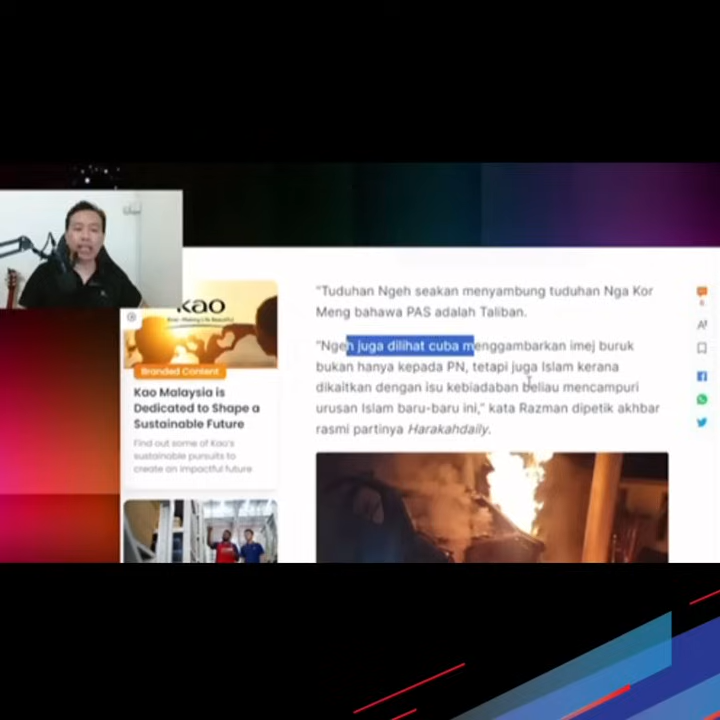 "Tuduhan Ngeh seakan menyambung tuduhan Nga Kor
Meng bahawa PAS adalah Taliban.
"Ngeh juga dilihat cuba menggambarkan imej buruk
bukan hanya kepada PN, tetapi juga Islam kerana
dikaitkan dengan isu kebiadaban beliau mencampuri
urusan Islam baru-baru ini," kata Razman dipetik akhbar
rasmi partinya Harakahdaily.
Kao
Making Life Beautiful
Branded Content
Kao Malaysia is
Dedicated to Shape a
Sustainable Future
Find out some of Kao's
sustainable pursuits to
create an impactful future